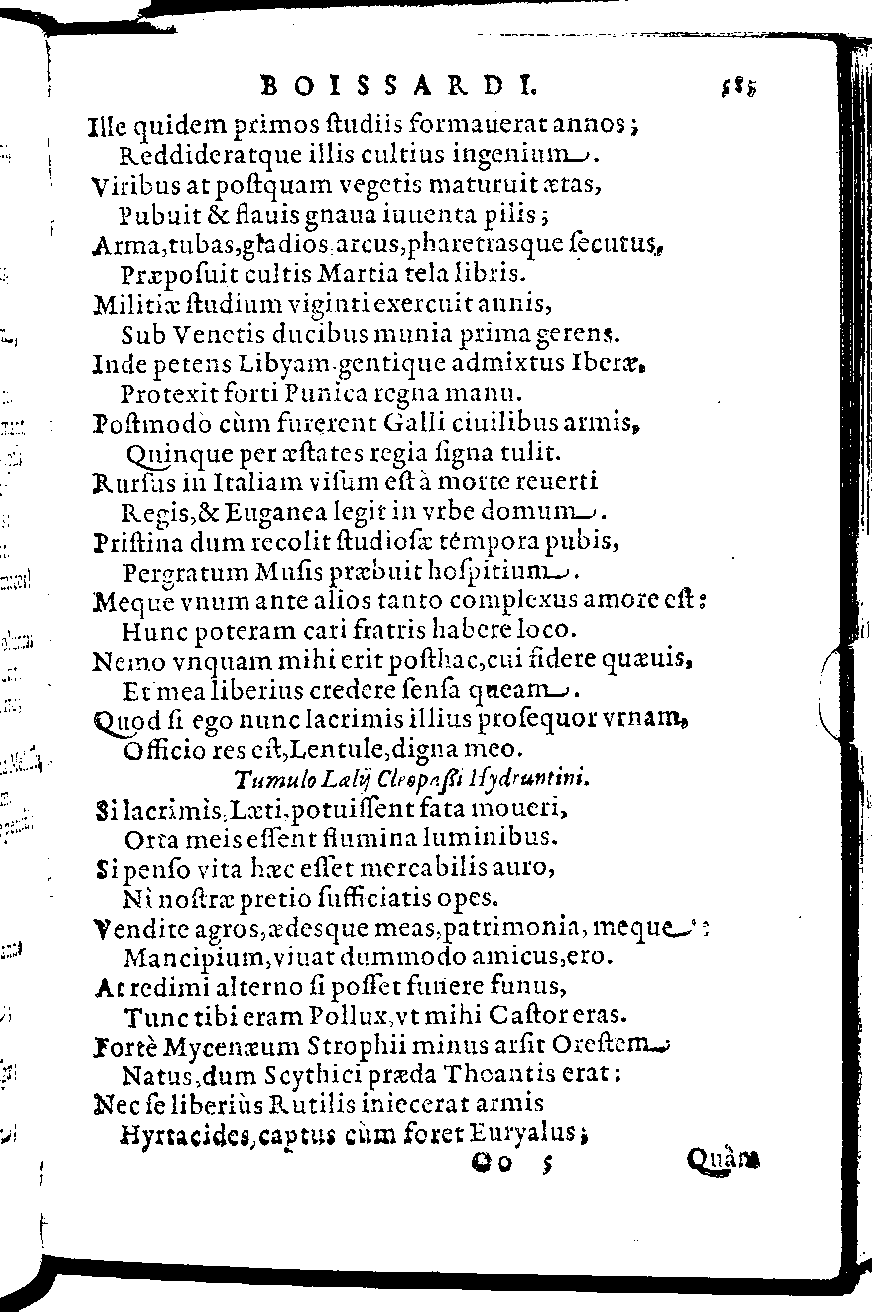 BOISSARDI. 585
Ille quidem primos ſtudiis formauerat annos;
Reddideratque illis cultius ingenium.
Viribus at poſtquam vegetis maturuit ætas,
Pubuit & flauis gnaua iuuenta pilis;
Arma, tubas, gladios, arcus, pharetrasque ſecutus,
Præpoſuit cultis Martia tela libris.
Militiæ ſtudium viginti exercuit annis,
Sub Venetis ducibus munia prima gerens.
Inde petens Libyam, gentique admixtus Iberæ,
Protexit forti Punica regna manu.
Poſtmodò cùm furerent Galli ciuilibus armis,
Quinque per æſtates regia ſigna tulit.
Rurſus in Italiam viſum eſt à morte reuerti
Regis, & Euganea legit in vrbe domum.
Priſtina dum recolit ſtudioſæ témpora pubis,
Pergratum Muſis præbuit hoſpitium.
Meque vnum ante alios tanto complexus amore eſt:
Hunc poteram cari fratris habere loco.
Nemo vnquam mihi erit poſthac, cui fidere quæuis,
Et mea liberius credere ſenſa queam.
Quod ſi ego nunc lacrimis illius proſequor vrnam,
Officio res eſt, Lentule, digna meo.
Tumulo Lælij Cleopaſſi Hydruntini.
Si lacrimis, Læti, potuiſſent fata moueri,
Orta meis eſſent flumina luminibus.
Si penſo vita hæc eſſet mercabilis auro,
Ni noſtræ pretio ſufficiatis opes.
Vendite agros, ædesque meas, patrimonia, meque:
Mancipium, viuat dummodo amicus, ero.
At redimi alterno ſi poſſet funere funus,
Tunc tibi eram Pollux, vt mihi Caſtor eras.
Fortè Mycenæum Strophii minus arſit Oreſtem
Natus, dum Scythici præda Thoantis erat:
Nec ſe liberiùs Rutilis iniecerat armis
Hyrtacides, captus cùm foret Euryalus;
Oo 5 Quàm